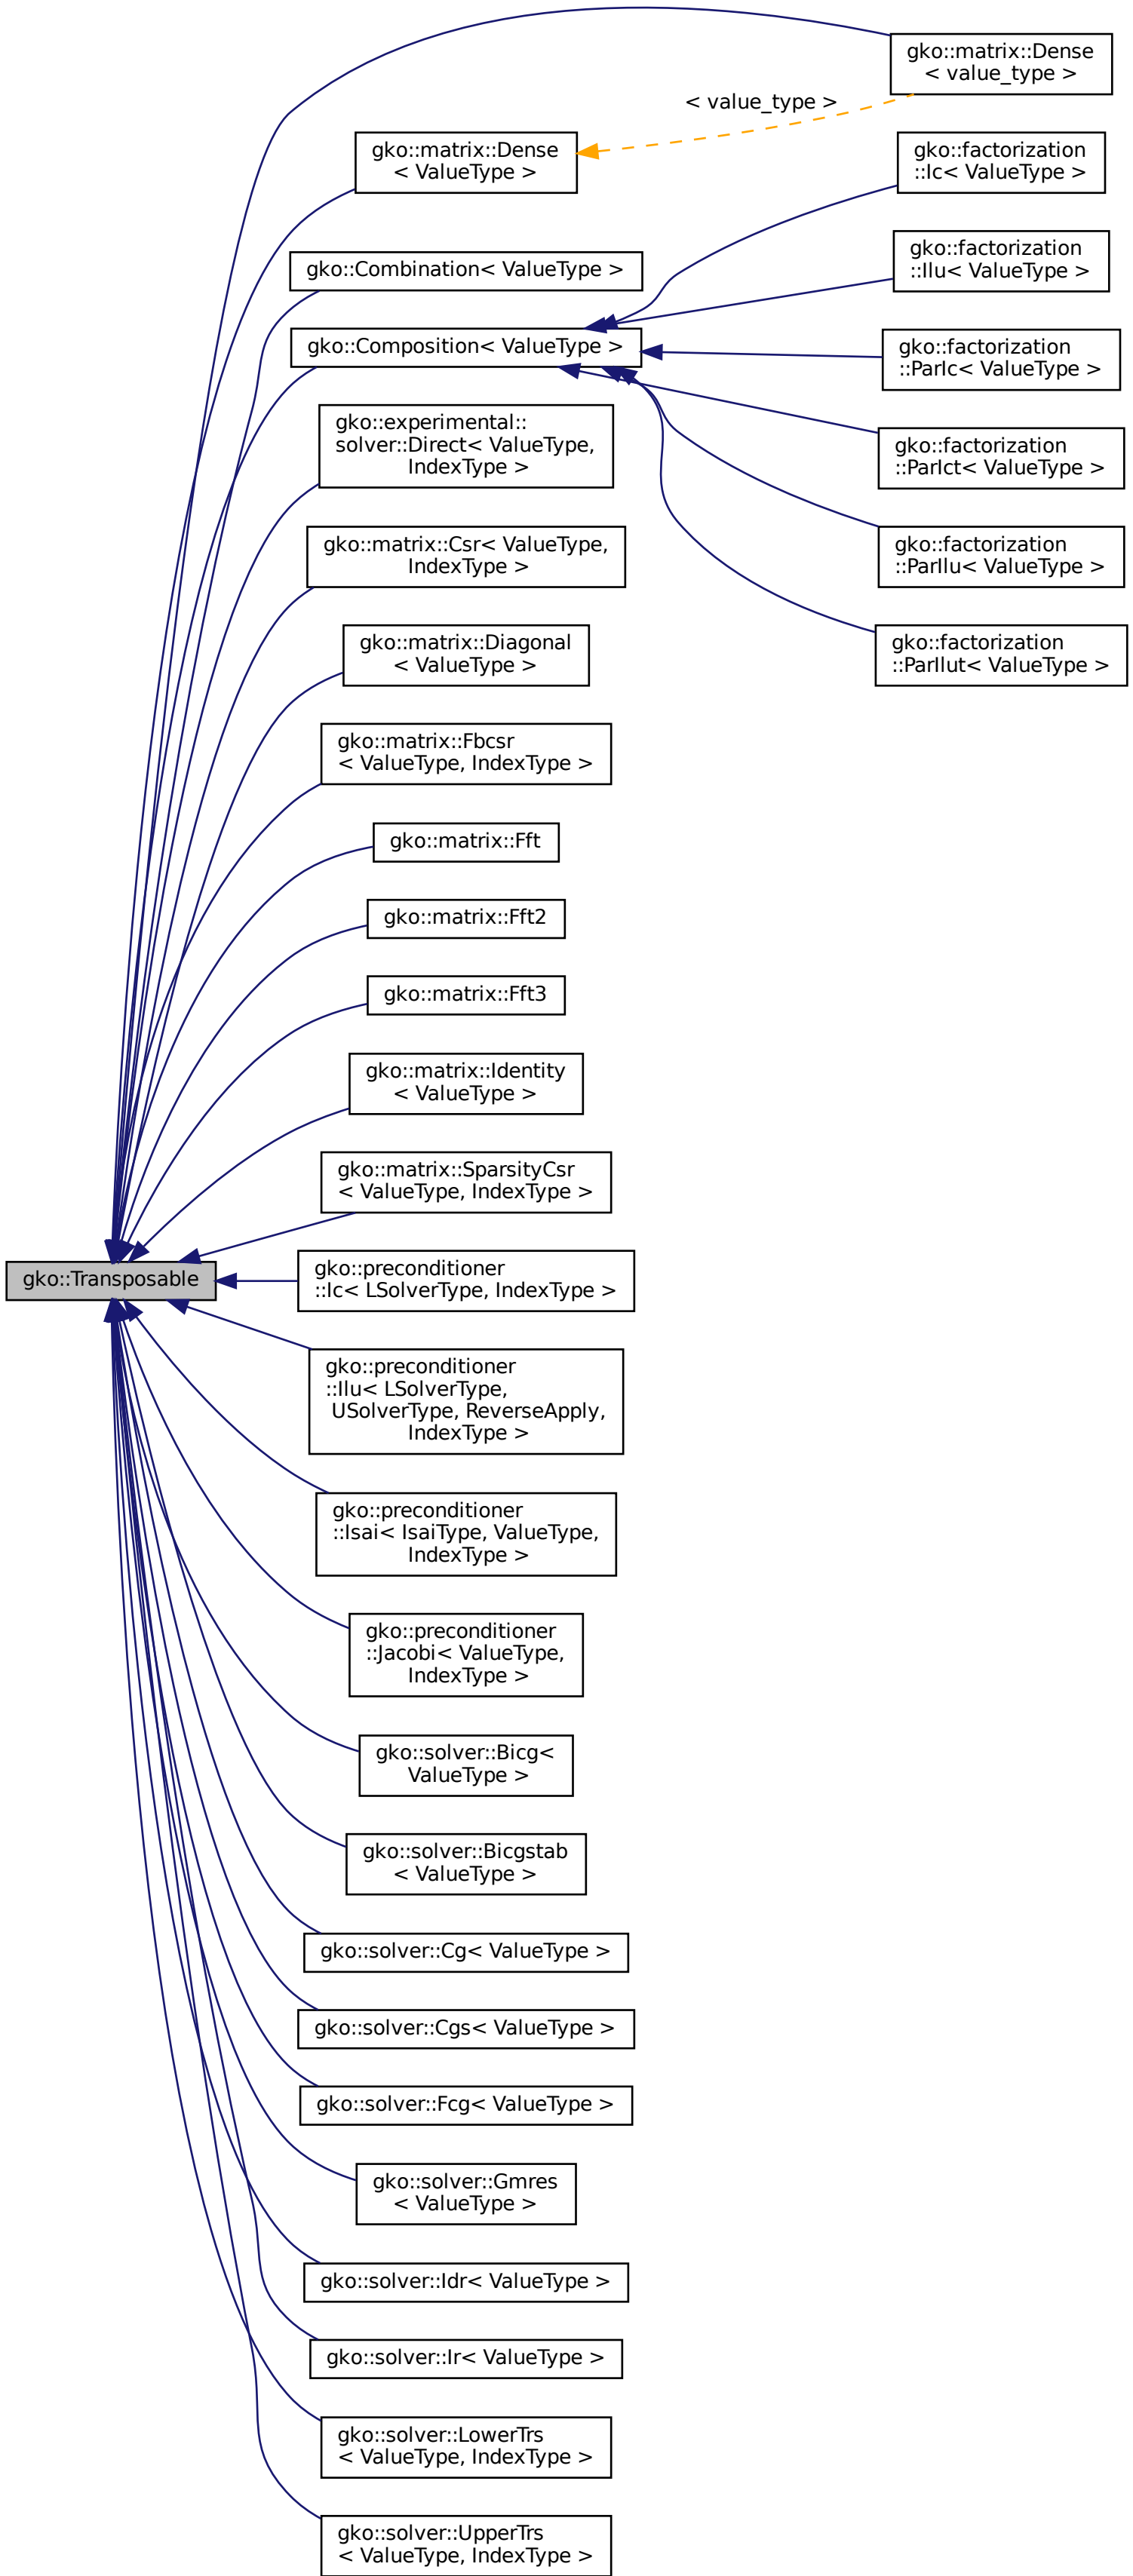 gko::matrix::Dense
< value_type >
< value_type >
gko::matrix::Dense
< ValueType >
gko::factorization
::Ic< ValueType >
gko::factorization
::Ilu< ValueType >
gko::Combination< ValueType >
gko::Composition< ValueType >
gko::factorization
::ParIc< ValueType >
gko::experimental::
solver::Direct< ValueType,
IndexType >
gko::factorization
::ParIct< ValueType >
gko::matrix::Csr< ValueType,
IndexType >
gko::factorization
::ParIlu< ValueType >
gko::matrix::Diagonal
< ValueType >
gko::factorization
::ParIlut< ValueType >
gko::matrix::Fbcsr
< ValueType, IndexType >
gko::matrix::Fft
gko::matrix::Fft2
gko::matrix::Fft3
gko::matrix::Identity
< ValueType >
gko::matrix::SparsityCsr
< ValueType, IndexType >
gko::Transposable
gko::preconditioner
::Ic< LSolverType, IndexType >
gko::preconditioner
::Ilu< LSolverType,
USolverType, ReverseApply,
IndexType >
gko::preconditioner
::Isai< IsaiType, ValueType,
IndexType >
gko::preconditioner
::Jacobi< ValueType,
IndexType >
gko::solver::Bicg<
ValueType >
gko::solver::Bicgstab
< ValueType >
gko::solver::Cg< ValueType >
gko::solver::Cgs< ValueType >
gko::solver::Fcg< ValueType >
gko::solver::Gmres
< ValueType >
gko::solver::Idr< ValueType >
gko::solver::Ir< ValueType >
gko::solver::LowerTrs
< ValueType, IndexType >
gko::solver::UpperTrs
< ValueType, IndexType >